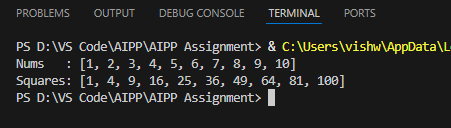 PROBLEMS OUTPUT DEBUG CONSOLE TERMINAL PORTS
PS D:\VS Code\AIPP\AIPP Assignment> & C:\Users\vishw\AppData\L
Nums   : [1, 2, 3, 4, 5, 6, 7, 8, 9, 10]
Squares: [1, 4, 9, 16, 25, 36, 49, 64, 81, 100]
PS D:\VS Code\AIPP\AIPP Assignment>